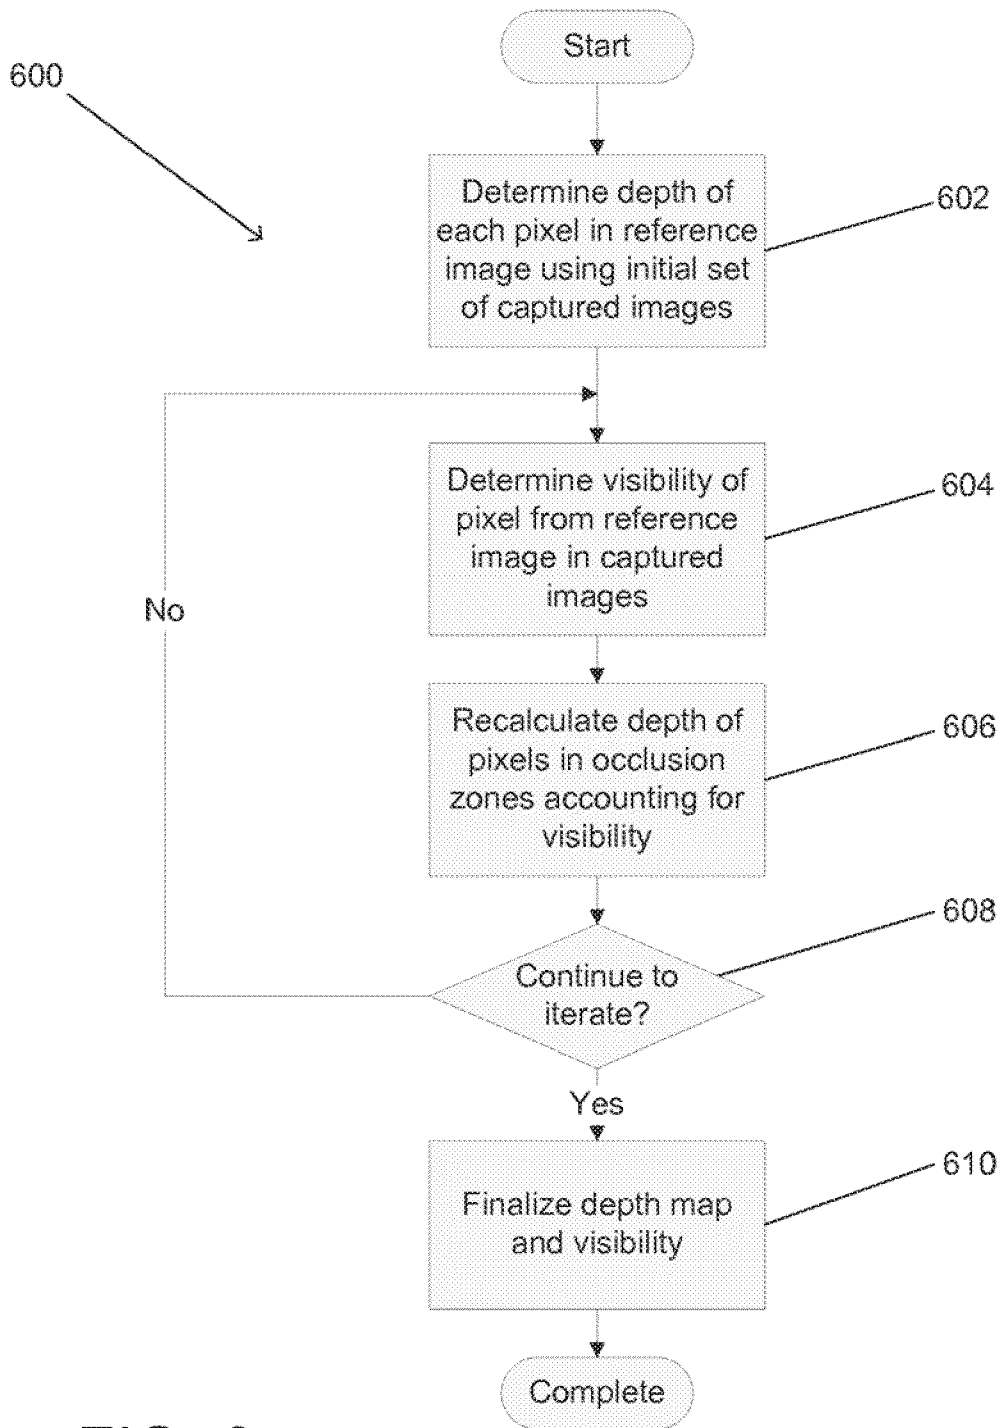 Start
600
Determine depth of
each pixel in reference
image using initial set
of captured images
602
Determine visibility of
pixel from reference
image in captured
images
604
No
Recalculate depth of
pixels in occlusion
zones accounting for
visibility
606
608
Continue to
iterate?
Yes
610
Finalize depth map
and visibility
Complete